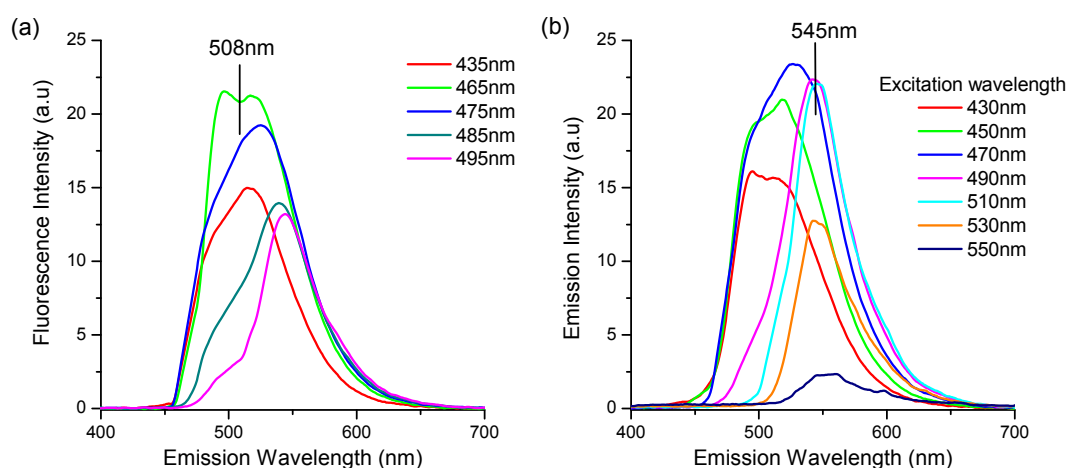 (a)
508nm
435nm
465nm
475nm
485nm
495nm
Fluorescence Intensity (a.u)
25
20
15
10
5
0
400 500 600 700
Emission Wavelength (nm)
(b)
545nm
Excitation wavelength
430nm
450nm
470nm
490nm
510nm
530nm
550nm
Emission Intensity (a.u)
25
20
15
10
5
0
400 500 600 700
Emission Wavelength (nm)